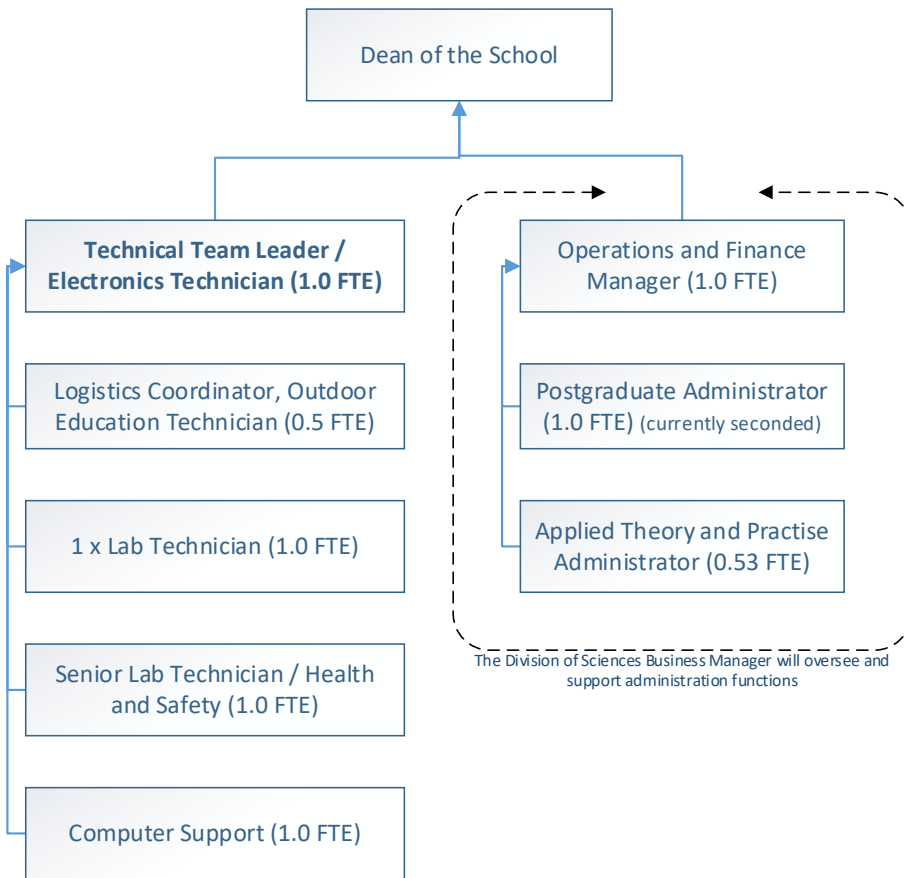 Dean of the School
Technical Team Leader /
Electronics Technician (1.0 FTE)
Logistics Coordinator, Outdoor
Education Technician (0.5 FTE)
1 x Lab Technician (1.0 FTE)
Senior Lab Technician / Health
and Safety (1.0 FTE)
Computer Support (1.0 FTE)
Operations and Finance
Manager (1.0 FTE)
Postgraduate Administrator
(1.0 FTE) (currently seconded)
Applied Theory and Practise
Administrator (0.53 FTE)
The Division of Sciences Business Manager will oversee and
support administration functions